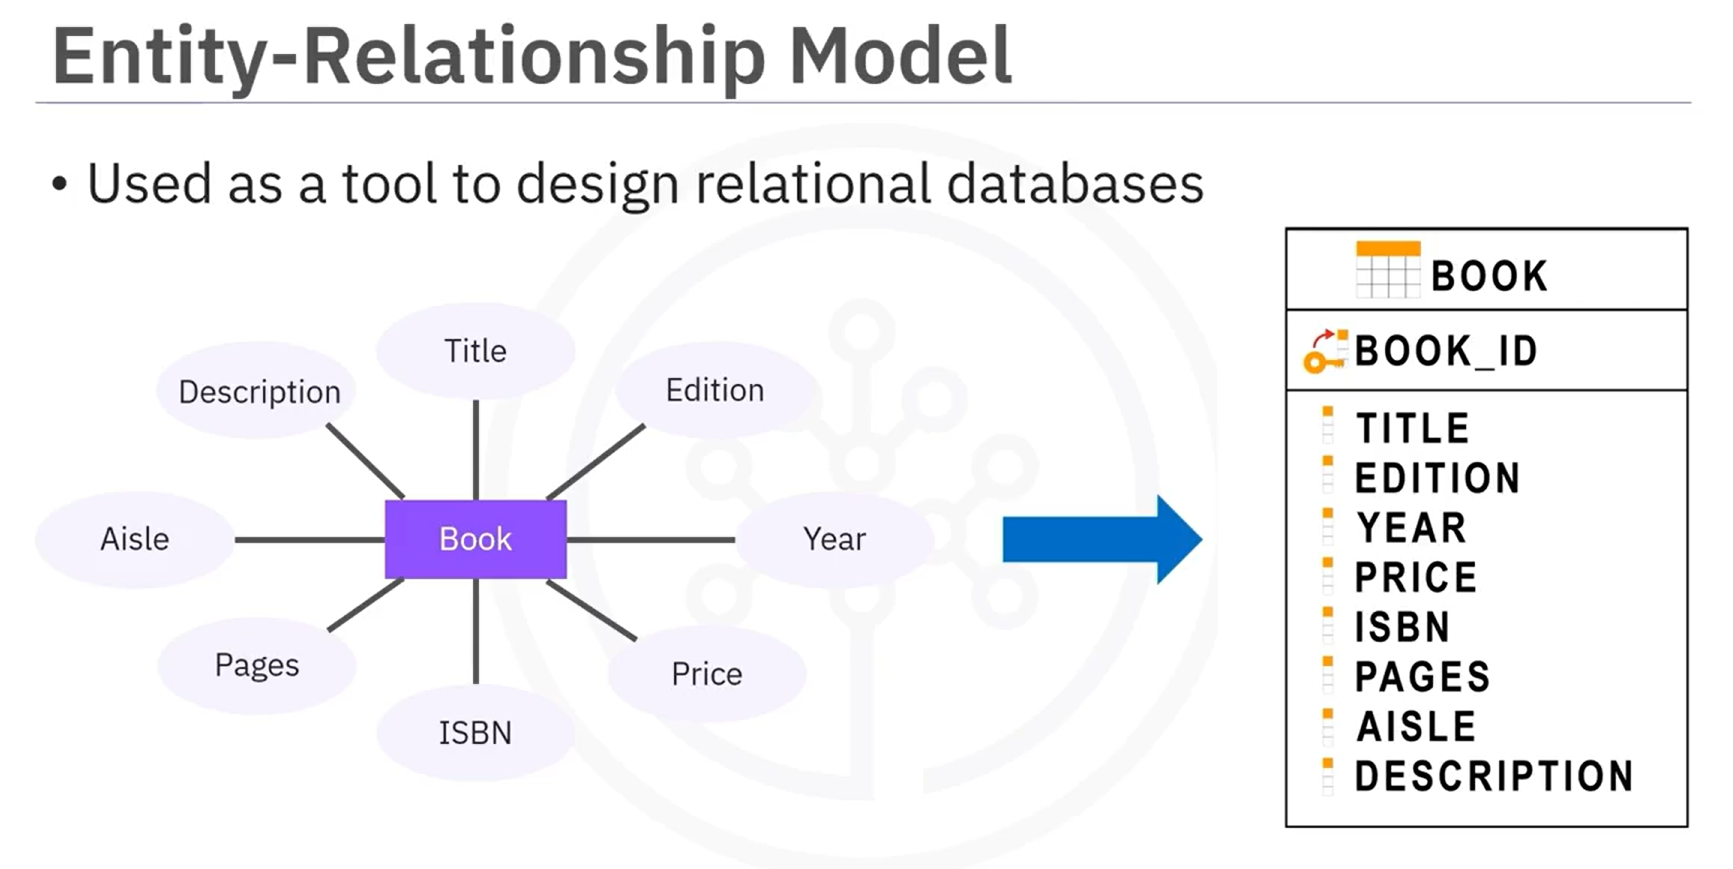 Entity-Relationship Model
• Used as a tool to design relational databases
Title
Description
Edition
Aisle
Book
Year
Pages
Price
ISBN
BOOK
BOOK_ID
TITLE
EDITION
YEAR
PRICE
ISBN
PAGES
AISLE
DESCRIPTION